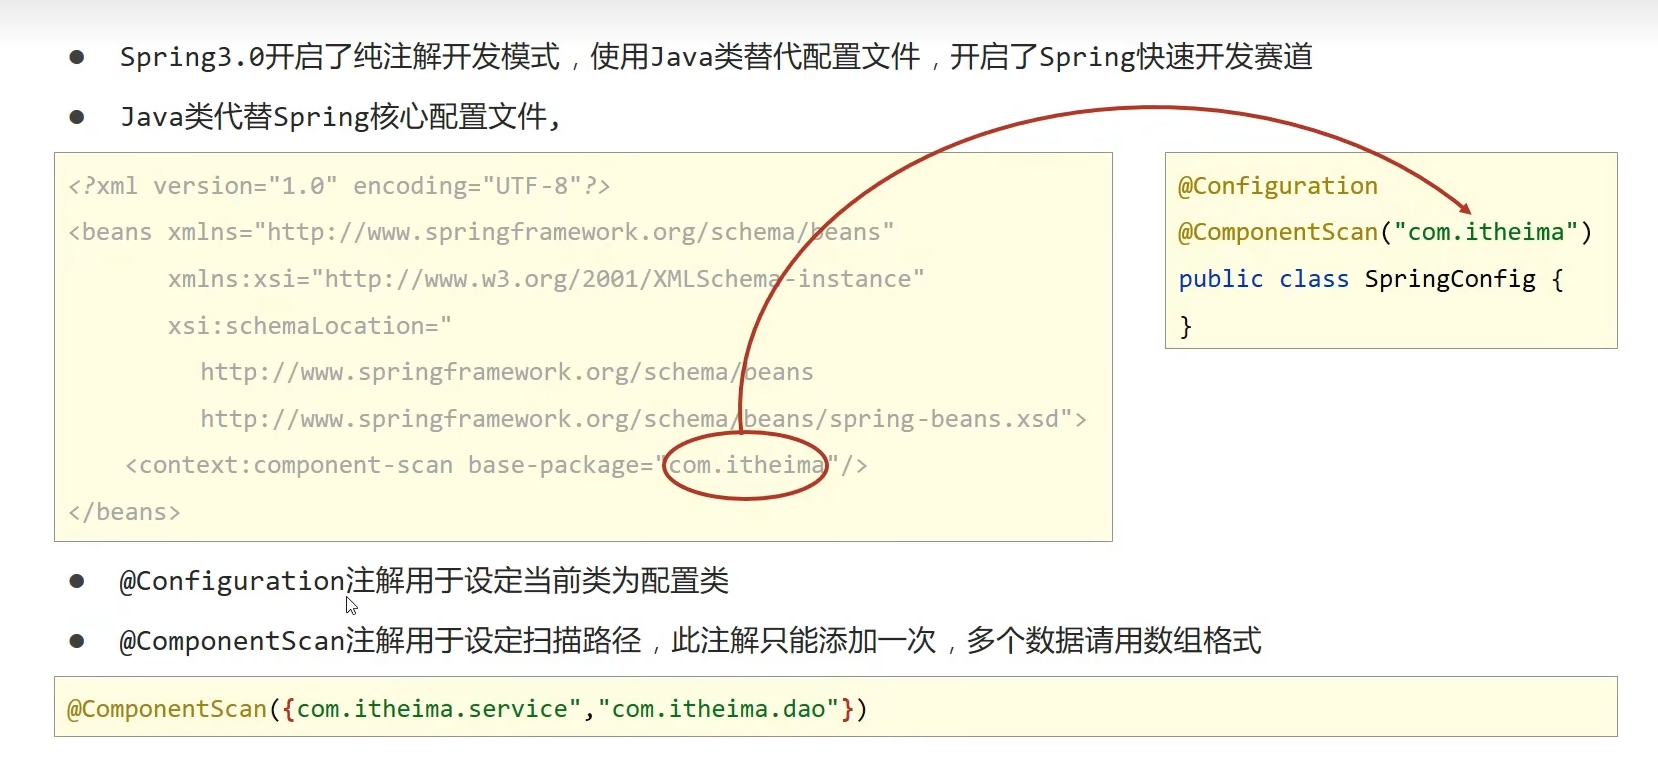 Spring3.0开启了纯注解开发模式，使用Java类替代配置文件，开启了Spring快速开发赛道
Java类代替Spring核心配置文件,
<?xml version="1.0" encoding="UTF-8"?>
<beans xmlns="http://www.springframework.org/schema/beans"
xmlns:xsi="http://www.w3.org/2001/XMLSchema-instance"
xsi:schemaLocation="
http://www.springframework.org/schema/beans
http://www.springframework.org/schema/beans/spring-beans.xsd">
<context:component-scan base-package="com.itheima"/>
</beans>
@Configuration
@ComponentScan("com.itheima")
public class SpringConfig {
}
@Configuration注解用于设定当前类为配置类
@ComponentScan注解用于设定扫描路径，此注解只能添加一次，多个数据请用数组格式
@ComponentScan({com.itheima.service","com.itheima.dao"})